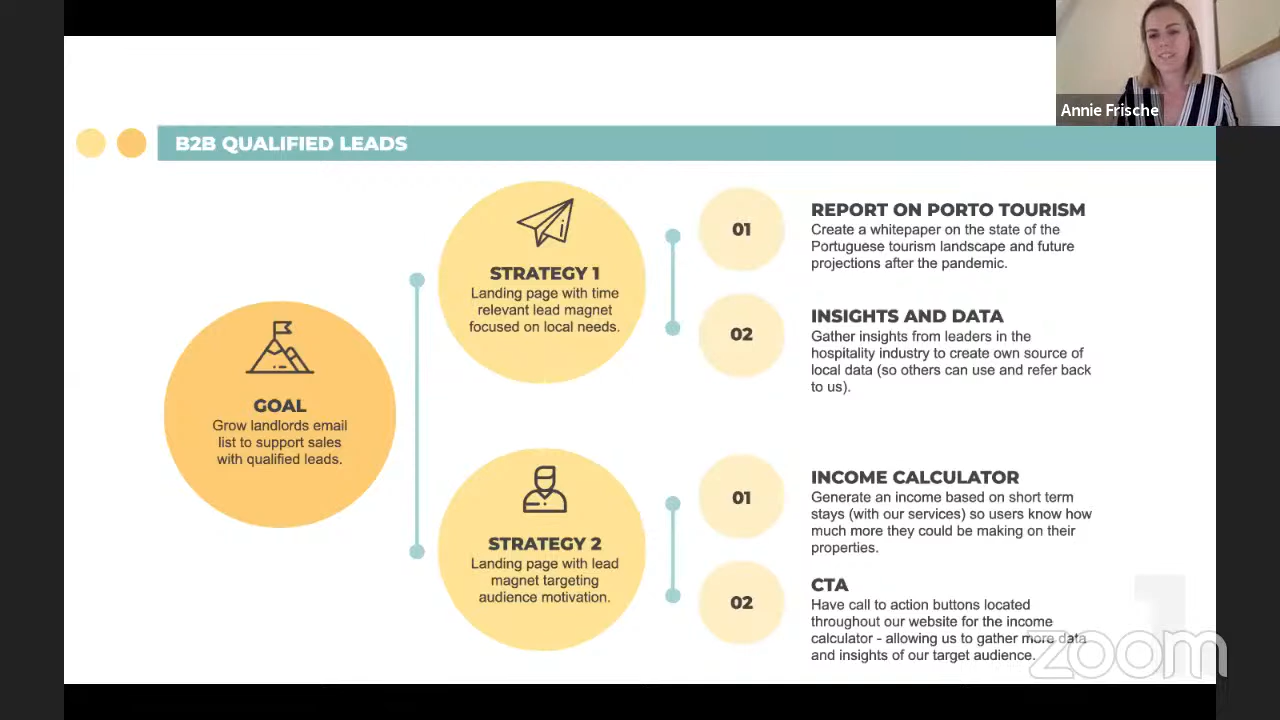 Annie Frische
B2B QUALIFIED LEADS
GOAL
Grow landlords email
list to support sales
with qualified leads.
STRATEGY 1
Landing page with time
relevant lead magnet
focused on local needs.
01
REPORT ON PORTO TOURISM
Create a whitepaper on the state of the
Portuguese tourism landscape and future
projections after the pandemic.
02
INSIGHTS AND DATA
Gather insights from leaders in the
hospitality industry to create own source of
local data (so others can use and refer back
to us).
STRATEGY 2
Landing page with lead
magnet targeting
audience motivation.
01
INCOME CALCULATOR
Generate an income based on short term
stays (with our services) so users know how
much more they could be making on their
properties.
02
CTA
Have call to action buttons located
throughout our website for the income
calculator - allowing us to gather more data
and insights of our target audience.
1
zoom